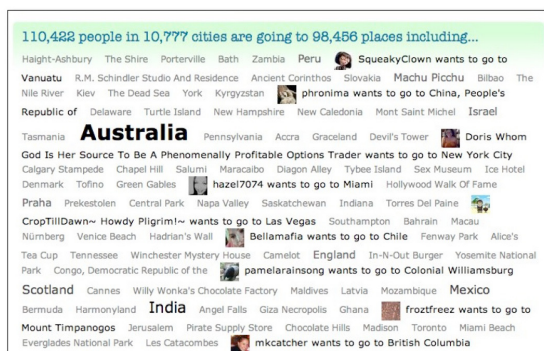 110,422 people in 10,777 cities are going to 98,456 places including...
Haight-Ashbury The Shire Porterville Bath Zambia Peru SqueakyClown wants to go to
Vanuatu R.M. Schindler Studio And Residence Ancient Corinthos Slovakia Machu Picchu Bilbao The
Nile River Kiev The Dead Sea York Kyrgyzstan phronima wants to go to China, People's
Republic of Delaware Turtle Island New Hampshire New Caledonia Mont Saint Michel Israel
Tasmania Australia Pennsylvania Accra Graceland Devil's Tower Doris Whom
God Is Her Source To Be A Phenomenally Profitable Options Trader wants to go to New York City
Calgary Stampede Chapel Hill Salumi Maracaibo Diagon Alley Tybee Island Sex Museum Ice Hotel
Denmark Tofino Green Gables hazel7074 wants to go to Miami Hollywood Walk Of Fame
Praha Prekestolen Central Park Napa Valley Saskatchewan Indiana Torres Del Paine
CropTillDawn~ Howdy Pligrim!~ wants to go to Las Vegas Southampton Bahrain Macau
Nürnberg Venice Beach Hadrian's Wall Bellamafia wants to go to Chile Fenway Park Alice's
Tea Cup Tennessee Winchester Mystery House Camelot England In-N-Out Burger Yosemite National
Park Congo, Democratic Republic of the pamelarainsong wants to go to Colonial Williamsburg
Scotland Cannes Willy Wonka's Chocolate Factory Maldives Latvia Mozambique Mexico
Bermuda Harmonyland India Angel Falls Giza Necropolis Ghana froztfreez wants to go to
Mount Timpanogos Jerusalem Pirate Supply Store Chocolate Hills Madison Toronto Miami Beach
Everglades National Park Les Catacombes mkcatcher wants to go to British Columbia